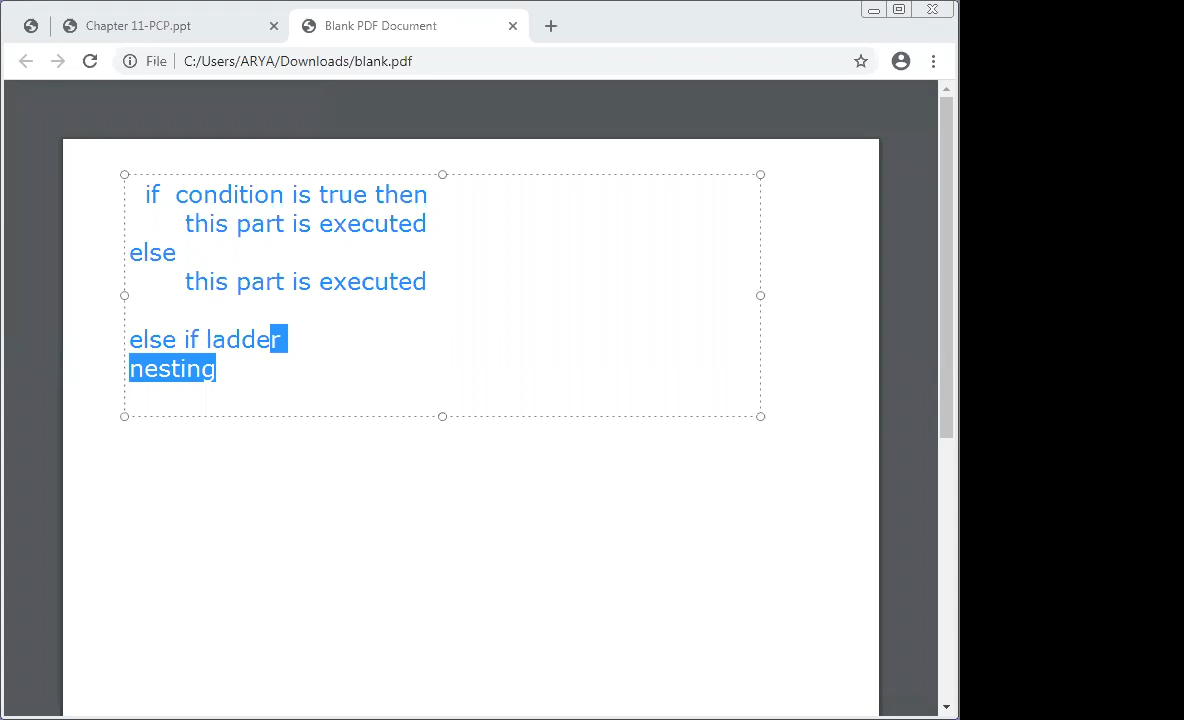 Chapter 11-PCP.ppt
Blank PDF Document
File
C:/Users/ARYA/Downloads/blank.pdf
if condition is true then
this part is executed
else
this part is executed
else if ladder
nesting